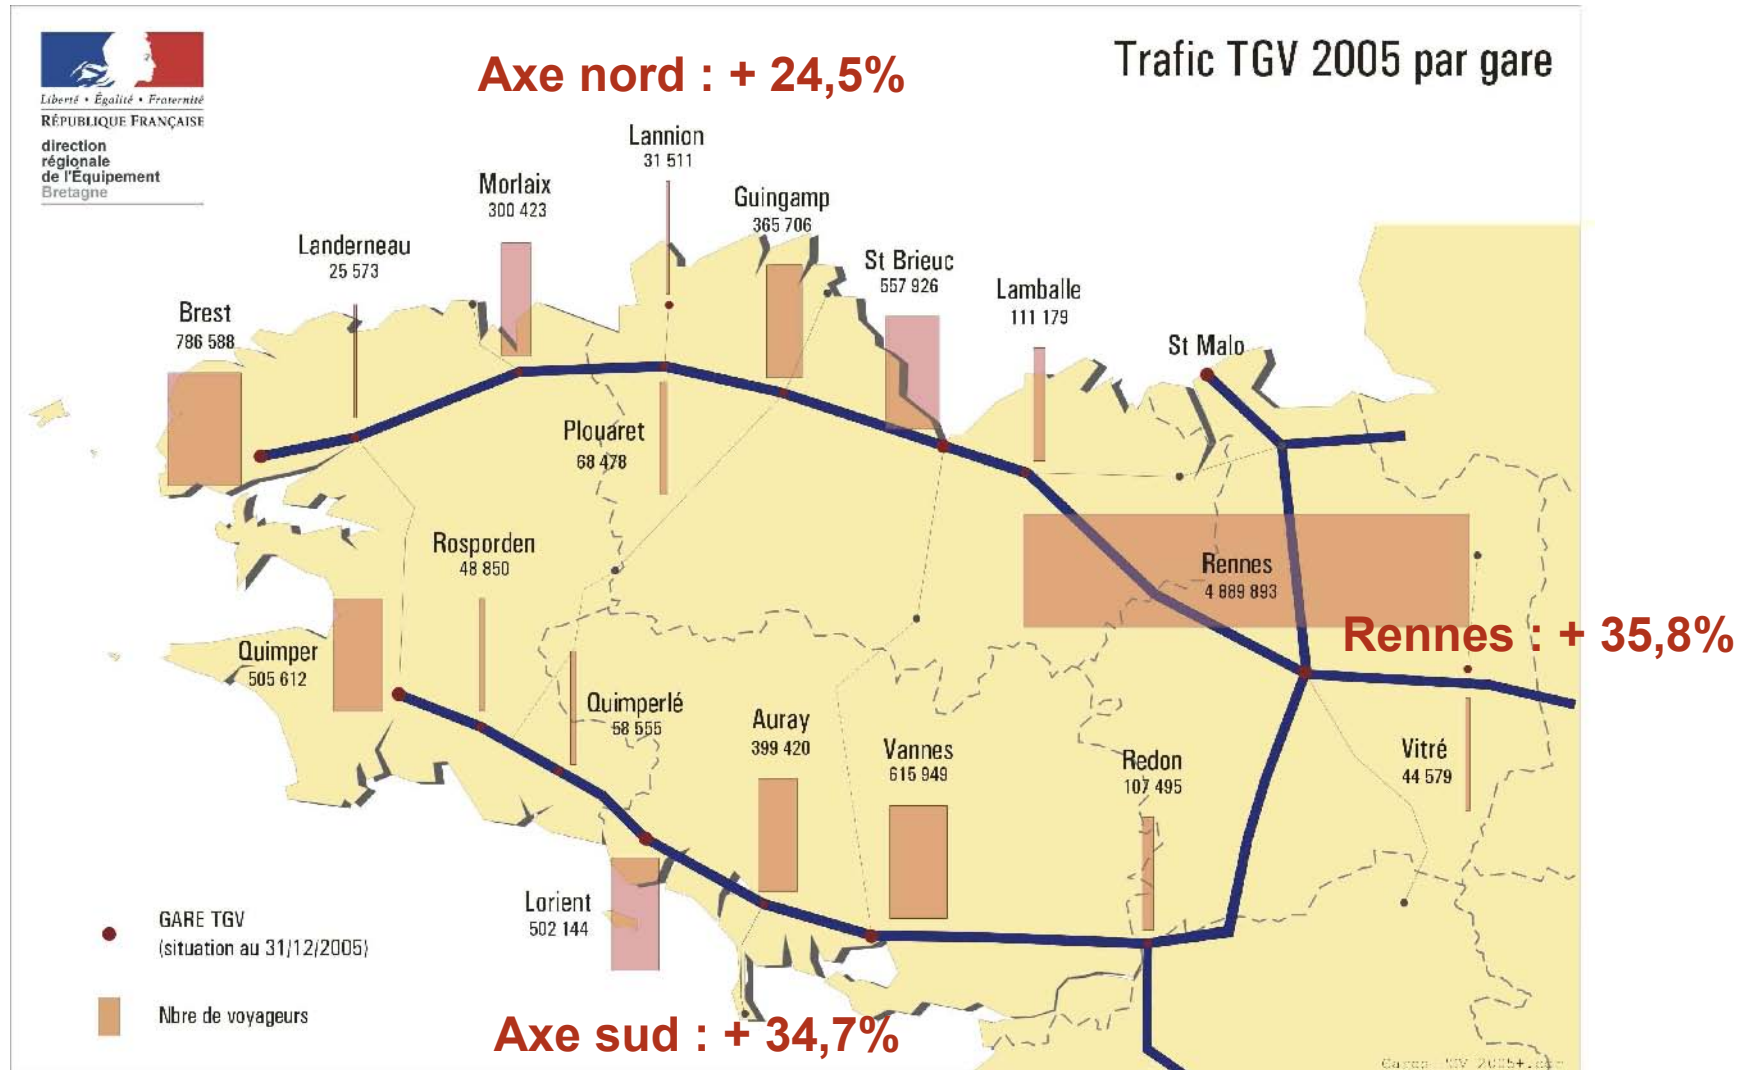 Liberté • Égalité • Fraternité
RÉPUBLIQUE FRANÇAISE
direction
régionale
de l'Équipement
Bretagne
Axe nord : + 24,5%
Trafic TGV 2005 par gare
Lannion
31 511
Morlaix
300 423
Guingamp
365 706
Landerneau
25 573
St Brieuc
557 926
Lamballe
111 179
Brest
786 588
St Malo
Plouaret
68 478
Rosporden
48 850
Rennes
4 889 893
Rennes : + 35,8%
Quimper
505 612
Quimperlé
58 555
Auray
399 420
Vannes
615 949
Redon
107 495
Vitré
44 579
Lorient
502 144
GARE TGV
(situation au 31/12/2005)
Nbre de voyageurs
Axe sud : + 34,7%